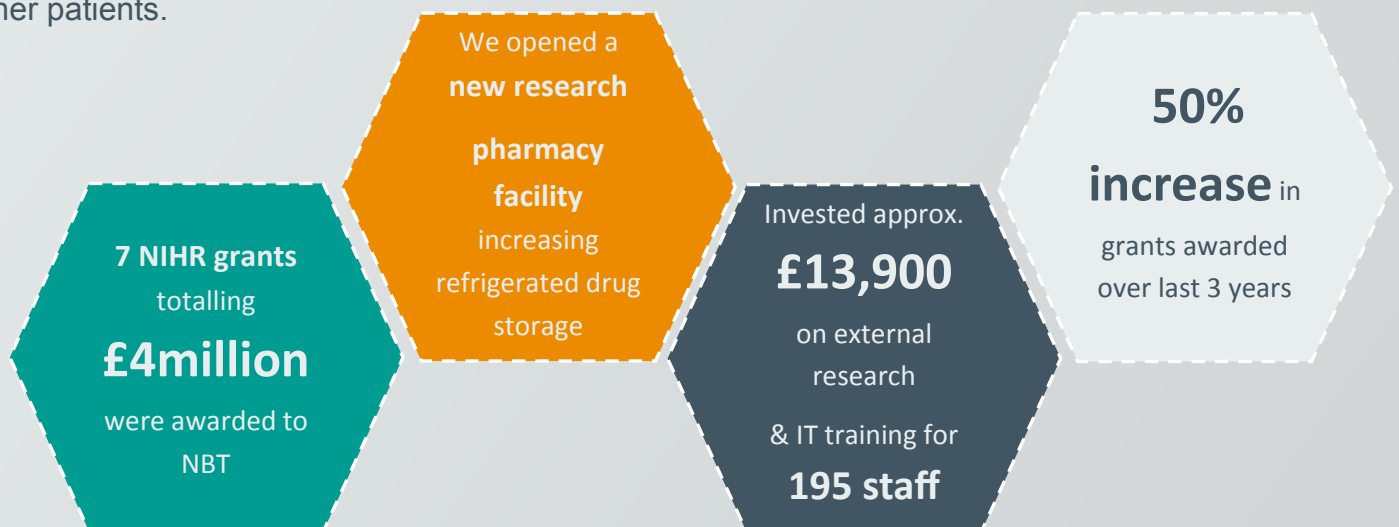 ner patients.
7 NIHR grants
totalling
£4million
were awarded to
NBT
We opened a
new research
pharmacy
facility
increasing
refrigerated drug
storage
Invested approx.
£13,900
on external
research
& IT training for
195 staff
50%
increase in
grants awarded
over last 3 years